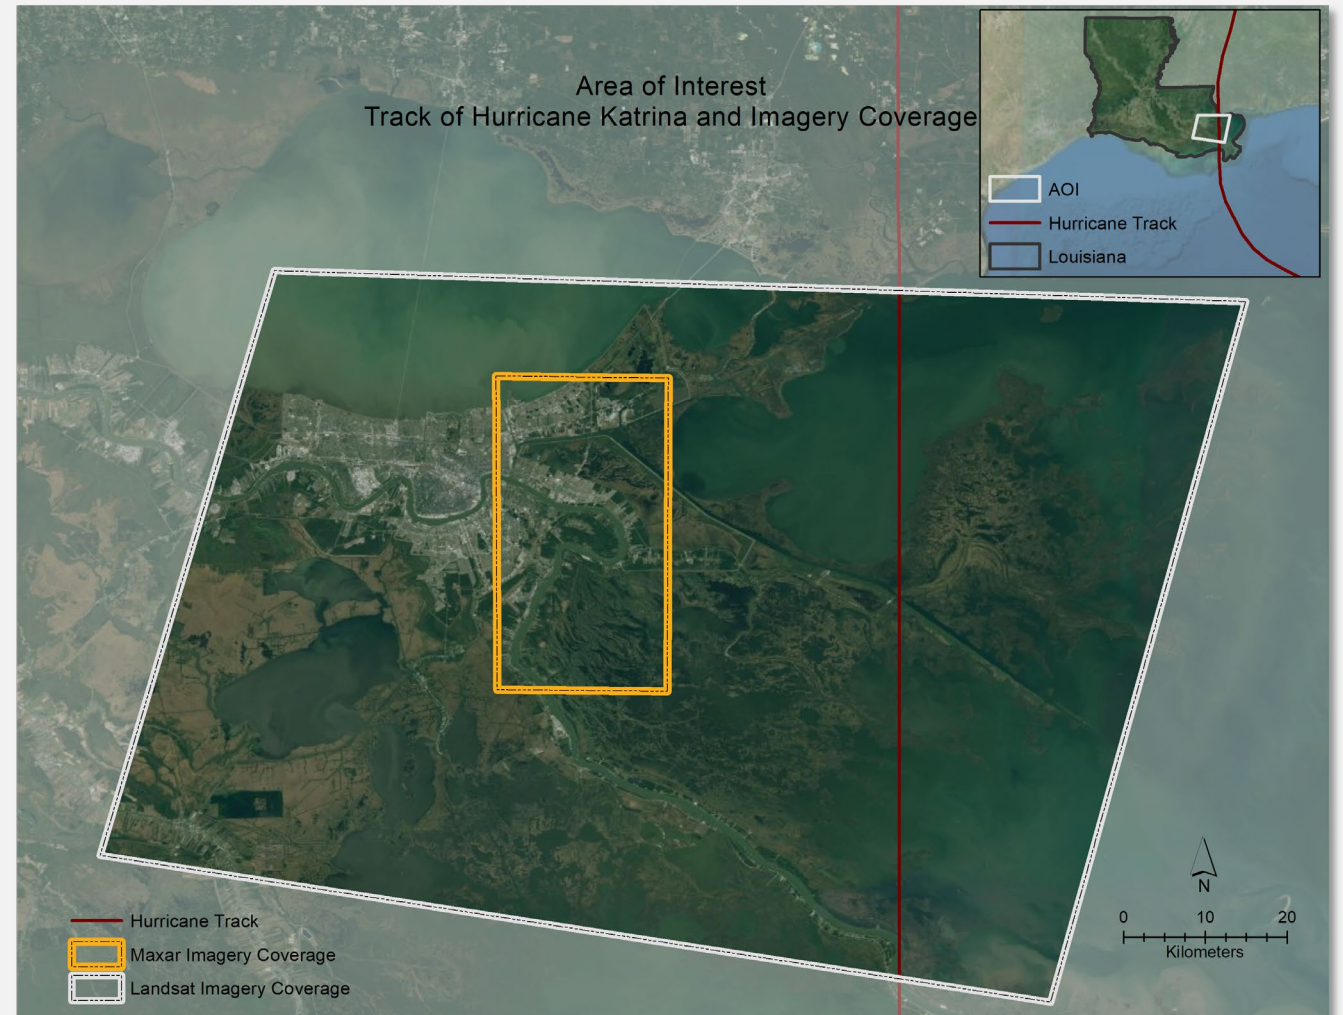 Area of Interest
Track of Hurricane Katrina and Imagery Coverage
AOI
Hurricane Track
Louisiana
Hurricane Track
Maxar Imagery Coverage
Landsat Imagery Coverage
N
0 10 20
Kilometers